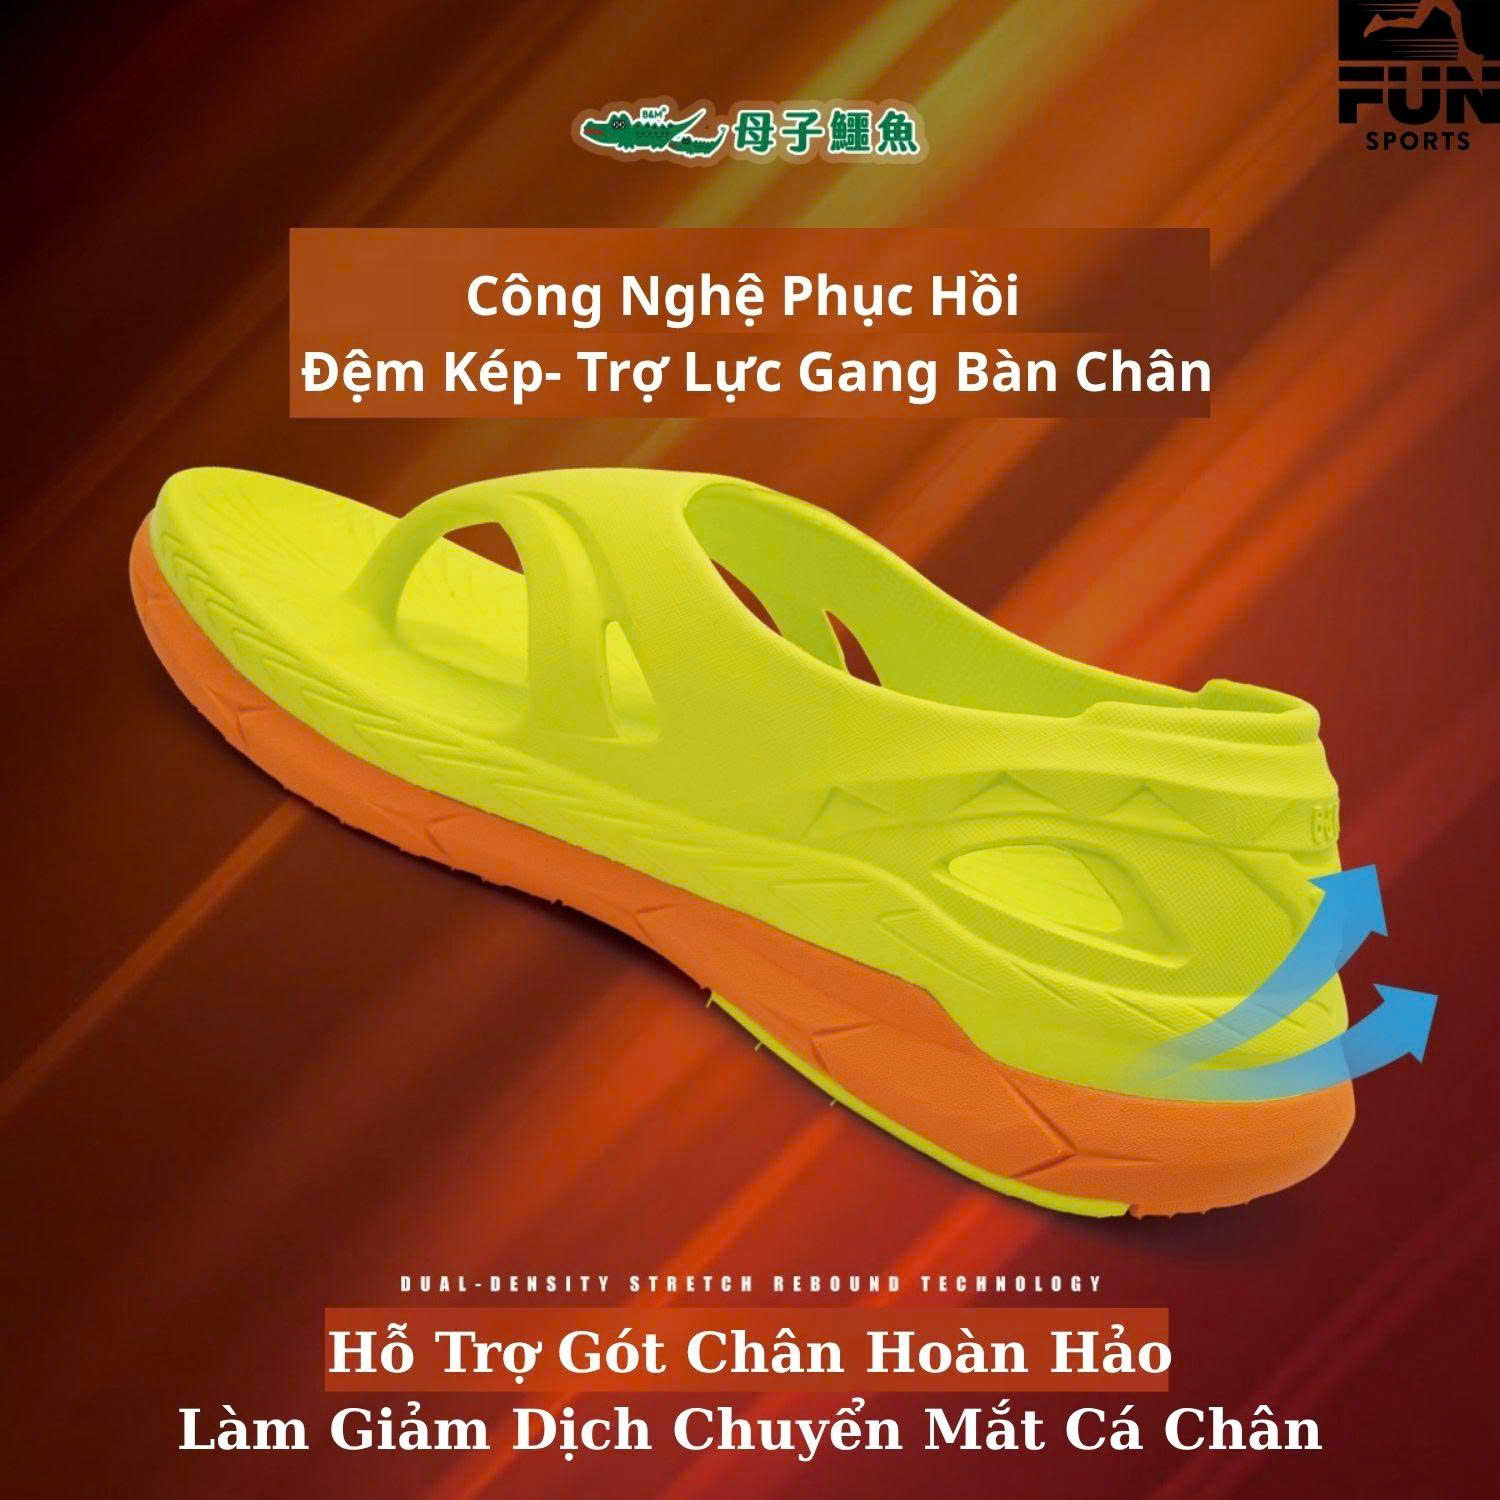 FUN
SPORTS
B&M®
母子鱷魚
Công Nghệ Phục Hồi
Đệm Kép- Trợ Lực Gang Bàn Chân
DUAL-DENSITY STRETCH REBOUND TECHNOLOGY
Hỗ Trợ Gót Chân Hoàn Hảo
Làm Giảm Dịch Chuyển Mắt Cá Chân